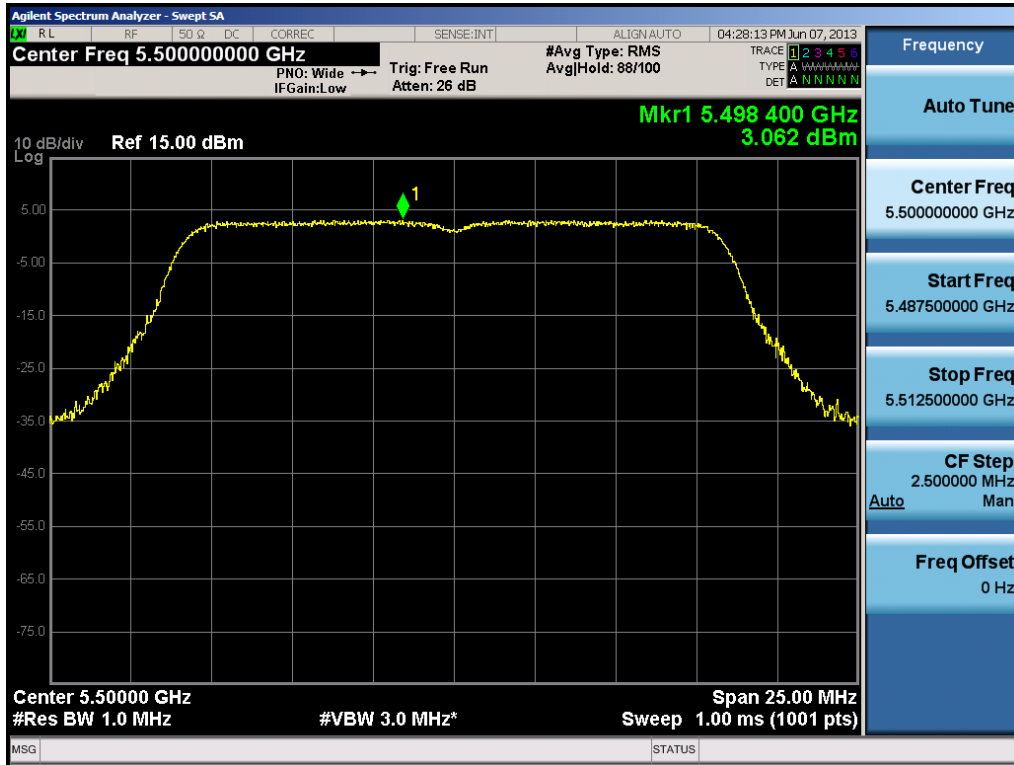 Agilent Spectrum Analyzer - Swept SA
LXI RL RF 50 Ω DC CORREC SENSE:INT ALIGN AUTO 04:28:13 PM Jun 07, 2013
Center Freq 5.500000000 GHz
PNO: Wide
IFGain:Low
Trig: Free Run
Atten: 26 dB
#Avg Type: RMS
Avg|Hold: 88/100
TRACE 1 2 3 4 5 6
TYPE A WWWWW
DET A N N N N N
Mkr1 5.498 400 GHz
3.062 dBm
10 dB/div Ref 15.00 dBm
Log
1
5.00
-5.00
-15.0
-25.0
-35.0
-45.0
-55.0
-65.0
-75.0
Center 5.50000 GHz Span 25.00 MHz
#Res BW 1.0 MHz #VBW 3.0 MHz* Sweep 1.00 ms (1001 pts)
MSG STATUS
Frequency
Auto Tune
Center Freq
5.500000000 GHz
Start Freq
5.487500000 GHz
Stop Freq
5.512500000 GHz
CF Step
2.500000 MHz
Auto Man
Freq Offset
0 Hz